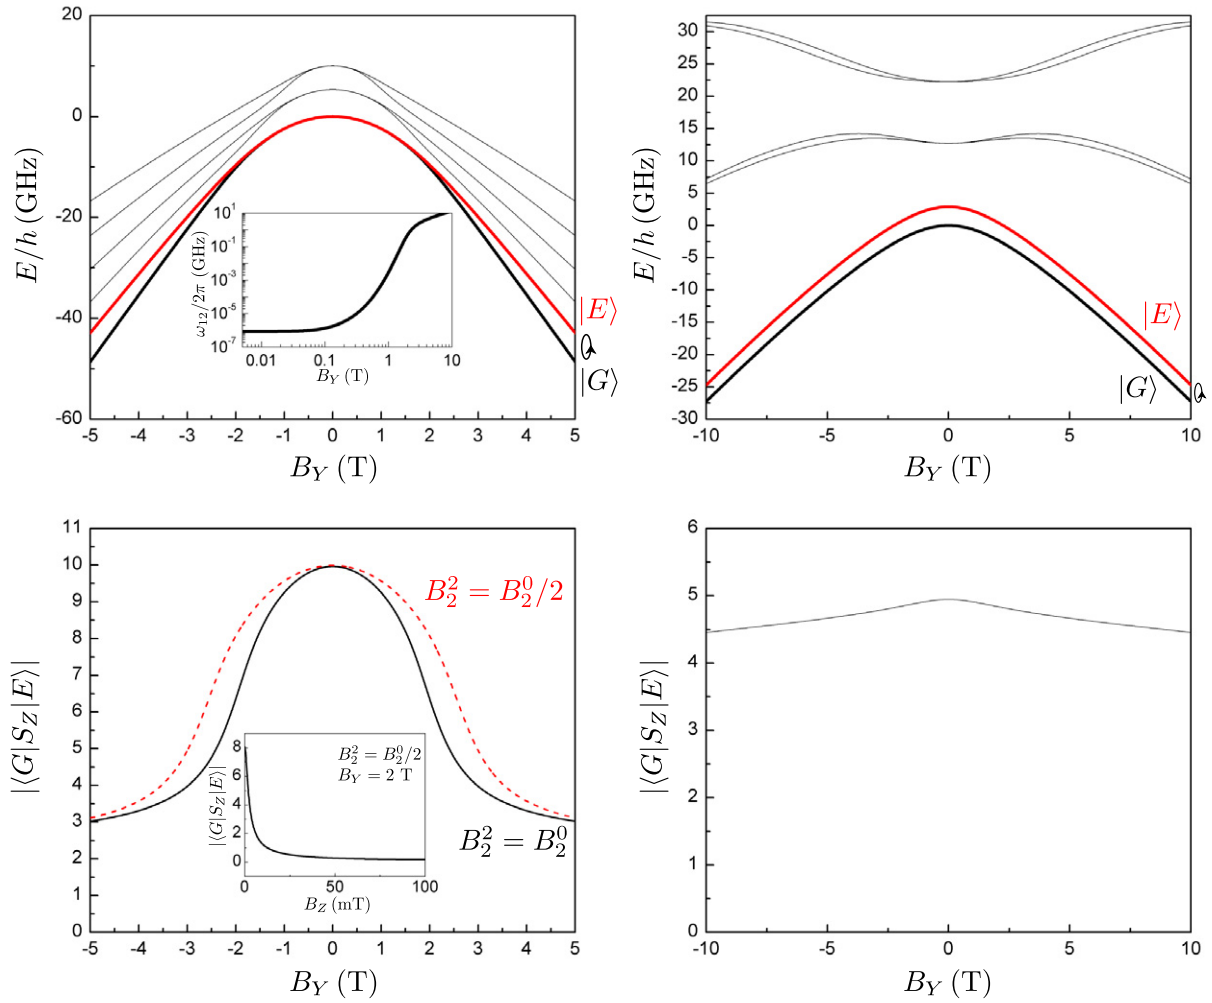 E/h (GHz)
0
-20
-40
-60
-5 -4 -3 -2 -1 0 1 2 3 4 5
B_Y (T)
|E⟩
|G⟩
ω_12/2π (GHz)
10^1
10^-1
10^-3
10^-5
10^-7
0.01 0.1 1 10
B_Y (T)
E/h (GHz)
30
25
20
15
10
5
0
-5
-10
-15
-20
-25
-30
-10 -5 0 5 10
B_Y (T)
|E⟩
|G⟩
|⟨G|S_Z|E⟩|
11
10
9
8
7
6
5
4
3
2
1
0
-5 -4 -3 -2 -1 0 1 2 3 4 5
B_Y (T)
B_2^2 = B_2^0/2
B_2^2 = B_2^0
|⟨G|S_Z|E⟩|
8
6
4
2
0
0 50 100
B_Z (mT)
B_2^2 = B_2^0/2
B_Y = 2 T
|⟨G|S_Z|E⟩|
6
5
4
3
2
1
0
-10 -5 0 5 10
B_Y (T)